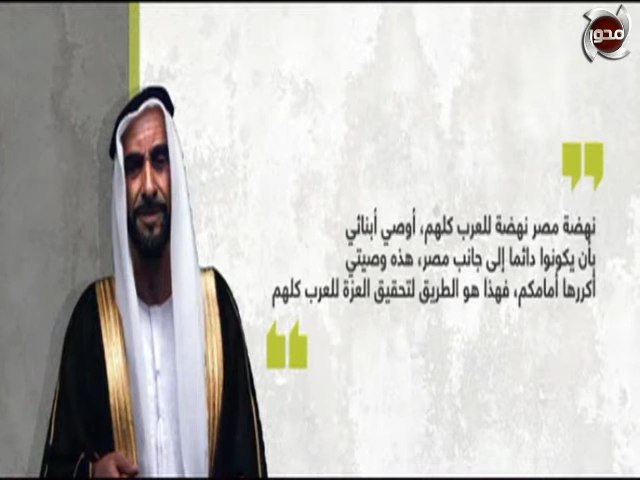 محور
نهضة مصر نهضة للعرب كلهم، أوصي أبنائي
بأن يكونوا دائما إلى جانب مصر، هذه وصيتي
أكررها أمامكم، فهذا هو الطريق لتحقيق العزة للعرب كلهم